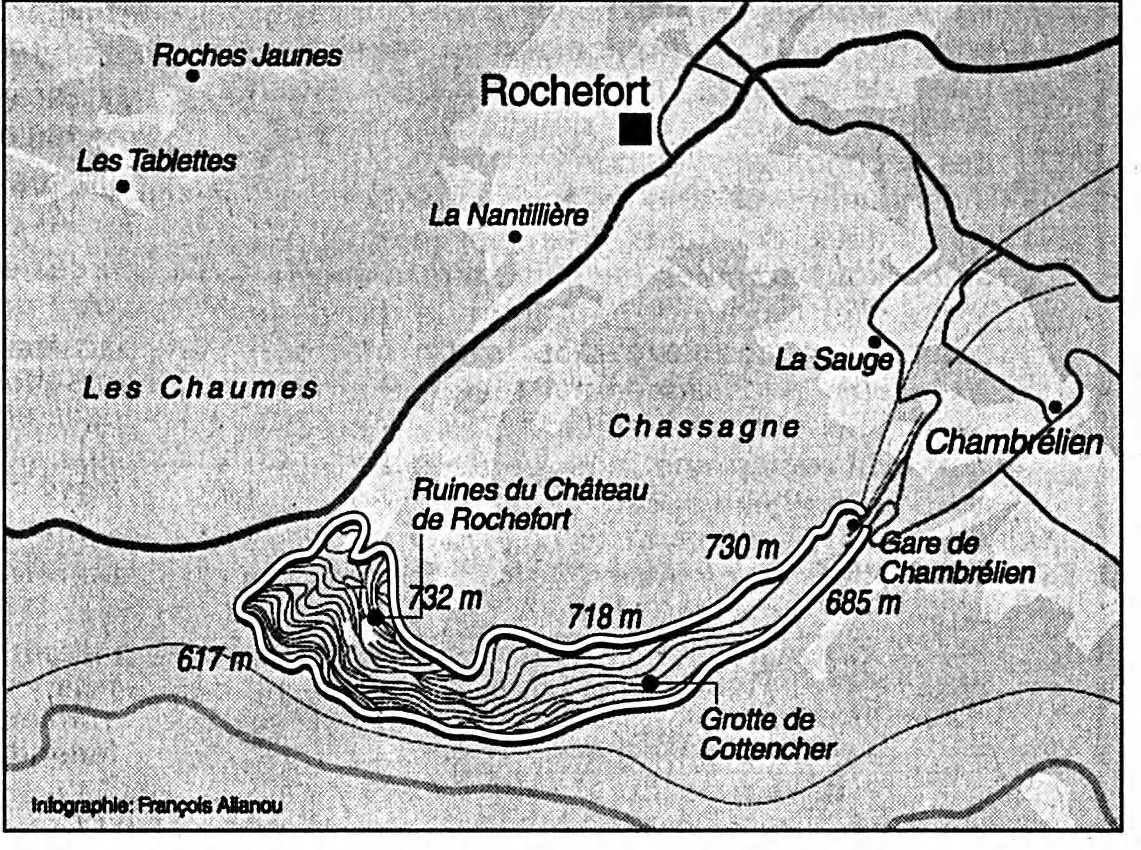 Roches Jaunes
Rochefort
Les Tablettes
La Nantillière
La Sauge
Les Chaumes
Chassagne
Chambrélien
Ruines du Château
de Rochefort
730 m
Gare de
Chambrélien
732 m
718 m
685 m
617 m
Grotte de
Cottencher
Infographie: François Allanou